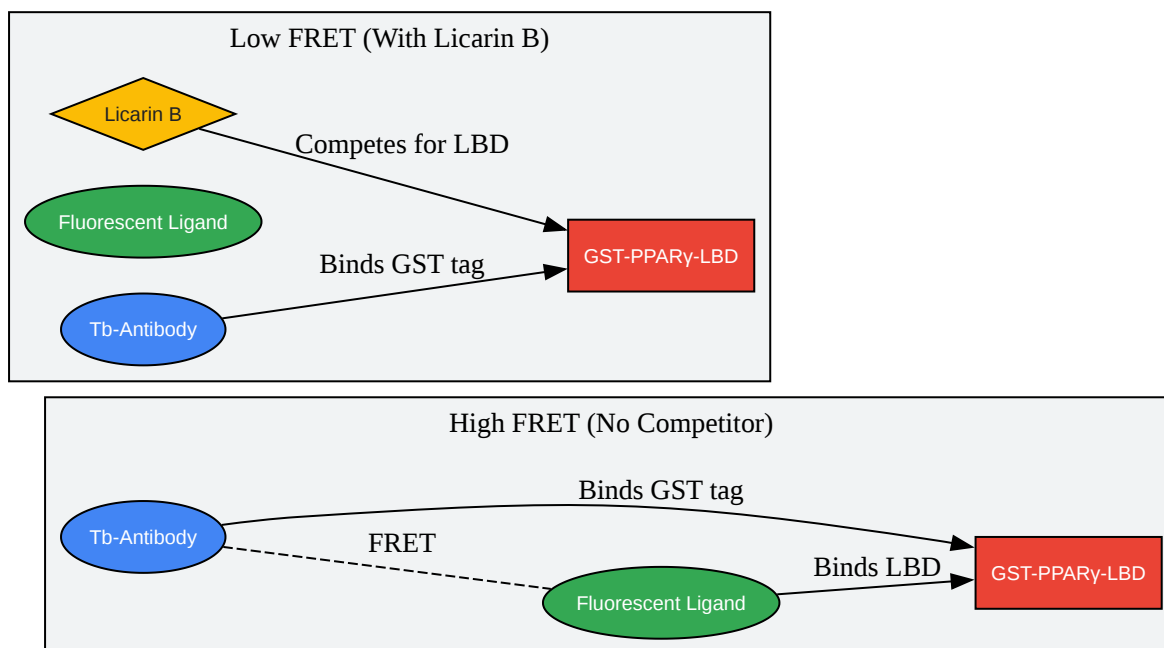 Low FRET (With Licarin B)
Licarin B
Competes for LBD
Fluorescent Ligand
GST-PPARγ-LBD
Binds GST tag
Tb-Antibody
High FRET (No Competitor)
Binds GST tag
Tb-Antibody
FRET
Binds LBD
GST-PPARγ-LBD
Fluorescent Ligand